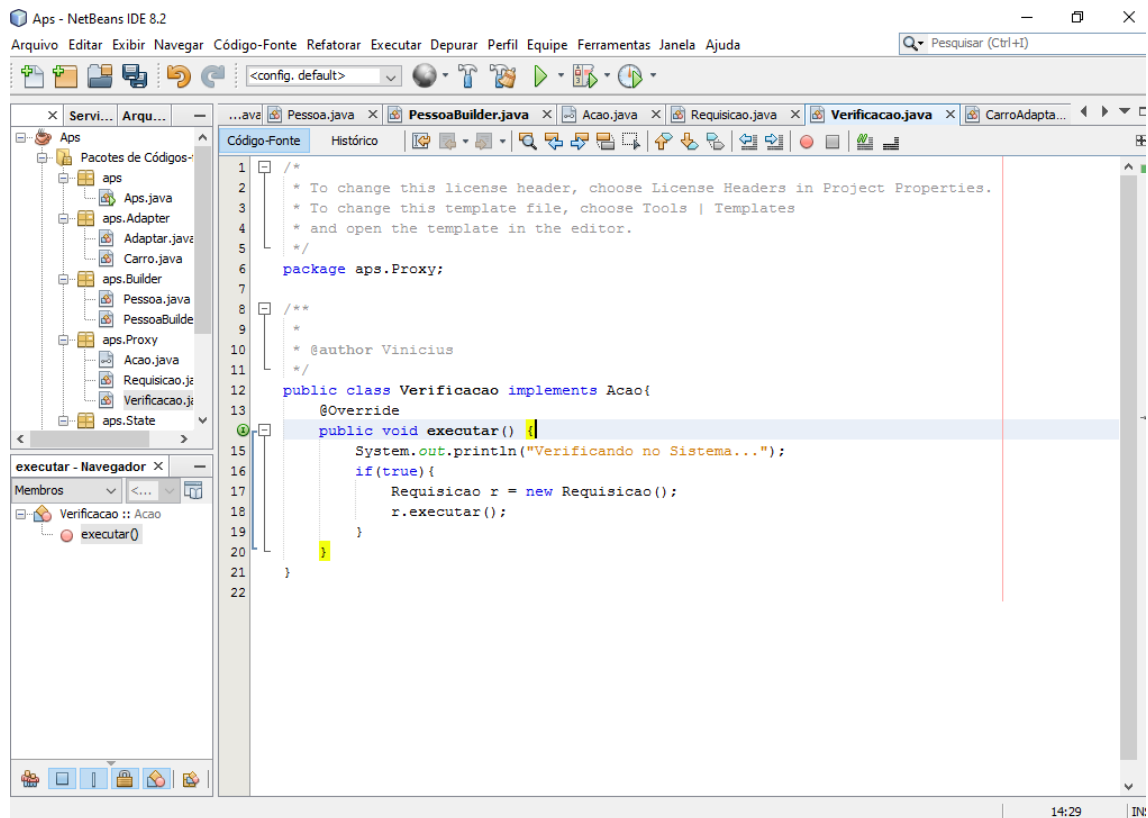 Aps - NetBeans IDE 8.2
Arquivo Editar Exibir Navegar Código-Fonte Refatorar Executar Depurar Perfil Equipe Ferramentas Janela Ajuda
Pesquisar (Ctrl+I)
<config. default>
Servi... Arqu...
...ava Pessoa.java PessoaBuilder.java Acao.java Requisicao.java Verificacao.java CarroAdapta...
Aps
Pacotes de Códigos-
aps
Aps.java
aps.Adapter
Adaptar.java
Carro.java
aps.Builder
Pessoa.java
PessoaBuilde
aps.Proxy
Acao.java
Requisicao.ja
Verificacao.ja
aps.State
executar - Navegador
Membros <...
Verificacao :: Acao
executar()
Código-Fonte Histórico
1 /*
2 * To change this license header, choose License Headers in Project Properties.
3 * To change this template file, choose Tools | Templates
4 * and open the template in the editor.
5 */
6 package aps.Proxy;
7
8 /**
9 *
10 * @author Vinicius
11 */
12 public class Verificacao implements Acao{
13 @Override
public void executar() {
15 System.out.println("Verificando no Sistema...");
16 if(true){
17 Requisicao r = new Requisicao();
18 r.executar();
19 }
20 }
21 }
22
14:29 INS